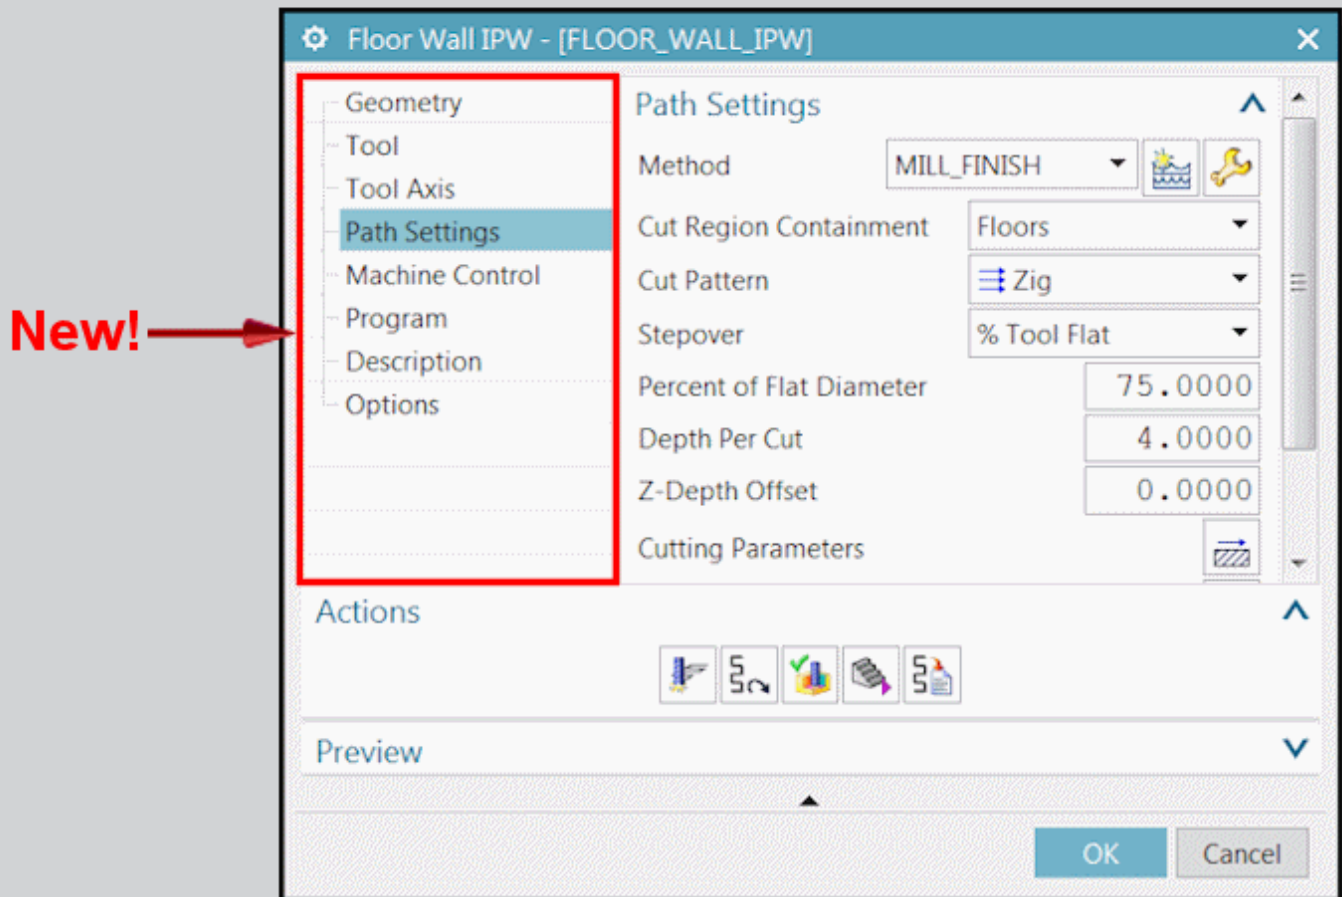 Floor Wall IPW - [FLOOR_WALL_IPW]
New!
Geometry
Tool
Tool Axis
Path Settings
Machine Control
Program
Description
Options
Path Settings
Method MILL_FINISH
Cut Region Containment Floors
Cut Pattern Zig
Stepover % Tool Flat
Percent of Flat Diameter 75.0000
Depth Per Cut 4.0000
Z-Depth Offset 0.0000
Cutting Parameters
Actions
Preview
OK Cancel